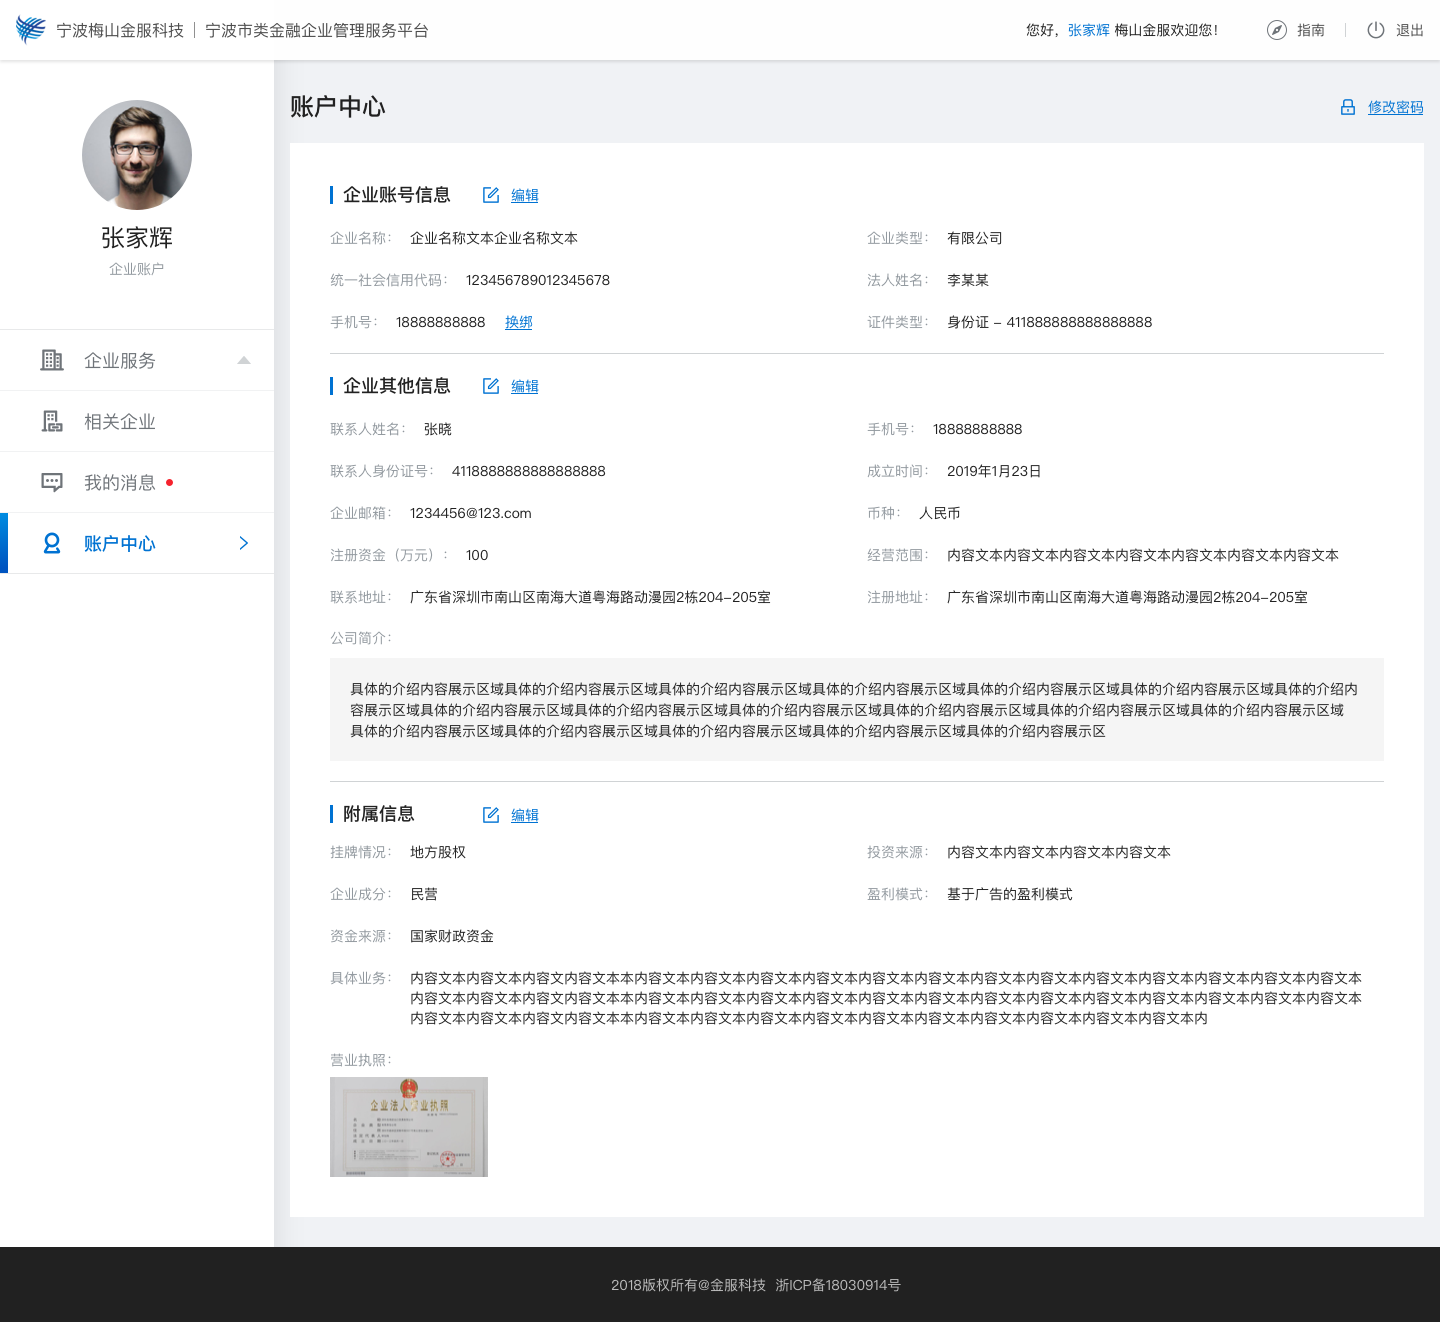 宁波梅山金服科技 | 宁波市类金融企业管理服务平台
您好，张家辉 梅山金服欢迎您！
指南
退出
张家辉
企业账户
企业服务
相关企业
我的消息
账户中心
账户中心
修改密码
企业账号信息 编辑
企业名称： 企业名称文本企业名称文本
企业类型： 有限公司
统一社会信用代码： 123456789012345678
法人姓名： 李某某
手机号： 18888888888 换绑
证件类型： 身份证 – 411888888888888888
企业其他信息 编辑
联系人姓名： 张晓
手机号： 18888888888
联系人身份证号： 4118888888888888888
成立时间： 2019年1月23日
企业邮箱： 1234456@123.com
币种： 人民币
注册资金（万元）： 100
经营范围： 内容文本内容文本内容文本内容文本内容文本内容文本内容文本
联系地址： 广东省深圳市南山区南海大道粤海路动漫园2栋204–205室
注册地址： 广东省深圳市南山区南海大道粤海路动漫园2栋204–205室
公司简介：
具体的介绍内容展示区域具体的介绍内容展示区域具体的介绍内容展示区域具体的介绍内容展示区域具体的介绍内容展示区域具体的介绍内容展示区域具体的介绍内
容展示区域具体的介绍内容展示区域具体的介绍内容展示区域具体的介绍内容展示区域具体的介绍内容展示区域具体的介绍内容展示区域具体的介绍内容展示区域
具体的介绍内容展示区域具体的介绍内容展示区域具体的介绍内容展示区域具体的介绍内容展示区域具体的介绍内容展示区
附属信息 编辑
挂牌情况： 地方股权
投资来源： 内容文本内容文本内容文本内容文本
企业成分： 民营
盈利模式： 基于广告的盈利模式
资金来源： 国家财政资金
具体业务： 内容文本内容文本内容文内容文本本内容文本内容文本内容文本内容文本内容文本内容文本内容文本内容文本内容文本内容文本内容文本内容文本内容文本
内容文本内容文本内容文内容文本本内容文本内容文本内容文本内容文本内容文本内容文本内容文本内容文本内容文本内容文本内容文本内容文本内容文本
内容文本内容文本内容文内容文本本内容文本内容文本内容文本内容文本内容文本内容文本内容文本内容文本内容文本内容文本内
营业执照：
企业法人营业执照
2018版权所有@金服科技 浙ICP备18030914号